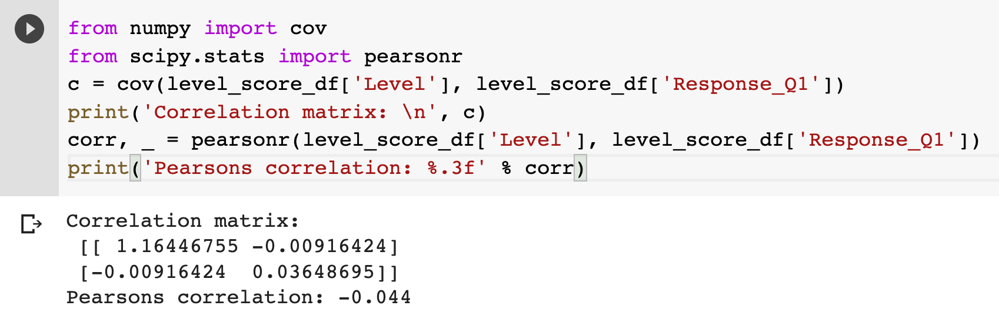 from numpy import cov
from scipy.stats import pearsonr
c = cov(level_score_df['Level'], level_score_df['Response_Q1'])
print('Correlation matrix: \n', c)
corr, _ = pearsonr(level_score_df['Level'], level_score_df['Response_Q1'])
print('Pearsons correlation: %.3f' % corr)
Correlation matrix:
[[ 1.16446755 -0.00916424]
[-0.00916424  0.03648695]]
Pearsons correlation: -0.044